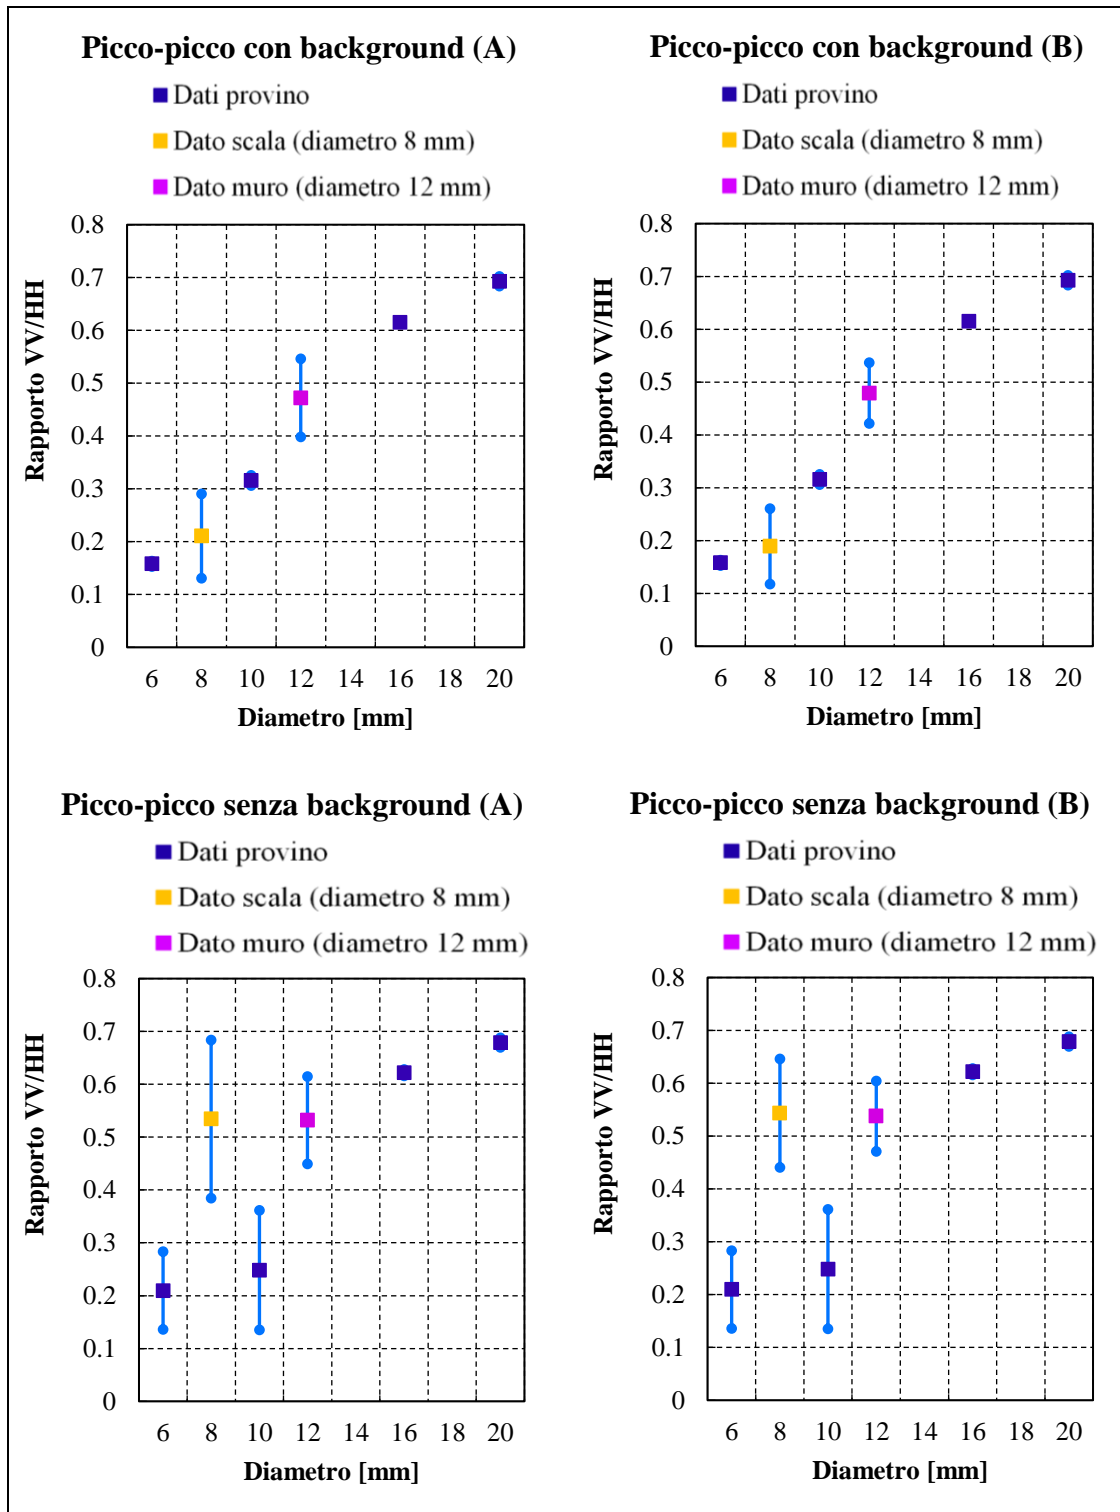 Picco-picco con background (A)
Dati provino
Dato scala (diametro 8 mm)
Dato muro (diametro 12 mm)
Rapporto VV/HH
0.8
0.7
0.6
0.5
0.4
0.3
0.2
0.1
0
6 8 10 12 14 16 18 20
Diametro [mm]
Picco-picco con background (B)
Dati provino
Dato scala (diametro 8 mm)
Dato muro (diametro 12 mm)
Rapporto VV/HH
0.8
0.7
0.6
0.5
0.4
0.3
0.2
0.1
0
6 8 10 12 14 16 18 20
Diametro [mm]
Picco-picco senza background (A)
Dati provino
Dato scala (diametro 8 mm)
Dato muro (diametro 12 mm)
Rapporto VV/HH
0.8
0.7
0.6
0.5
0.4
0.3
0.2
0.1
0
6 8 10 12 14 16 18 20
Diametro [mm]
Picco-picco senza background (B)
Dati provino
Dato scala (diametro 8 mm)
Dato muro (diametro 12 mm)
Rapporto VV/HH
0.8
0.7
0.6
0.5
0.4
0.3
0.2
0.1
0
6 8 10 12 14 16 18 20
Diametro [mm]